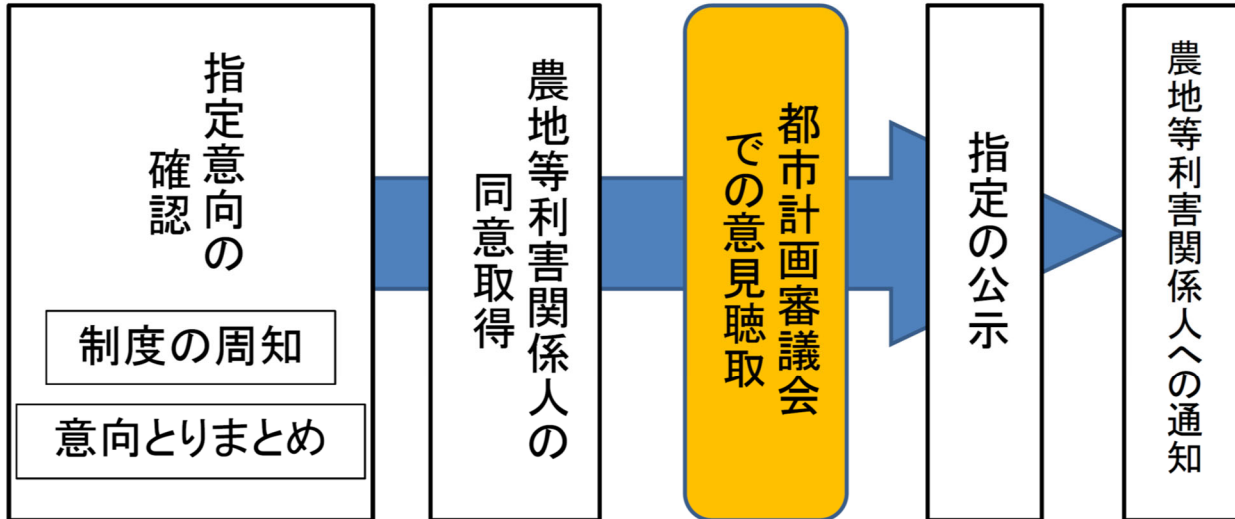 指定意向の
確認
制度の周知
意向とりまとめ
農地等利害関係人の
同意取得
都市計画審議会
での意見聴取
指定の公示
農地等利害関係人への通知